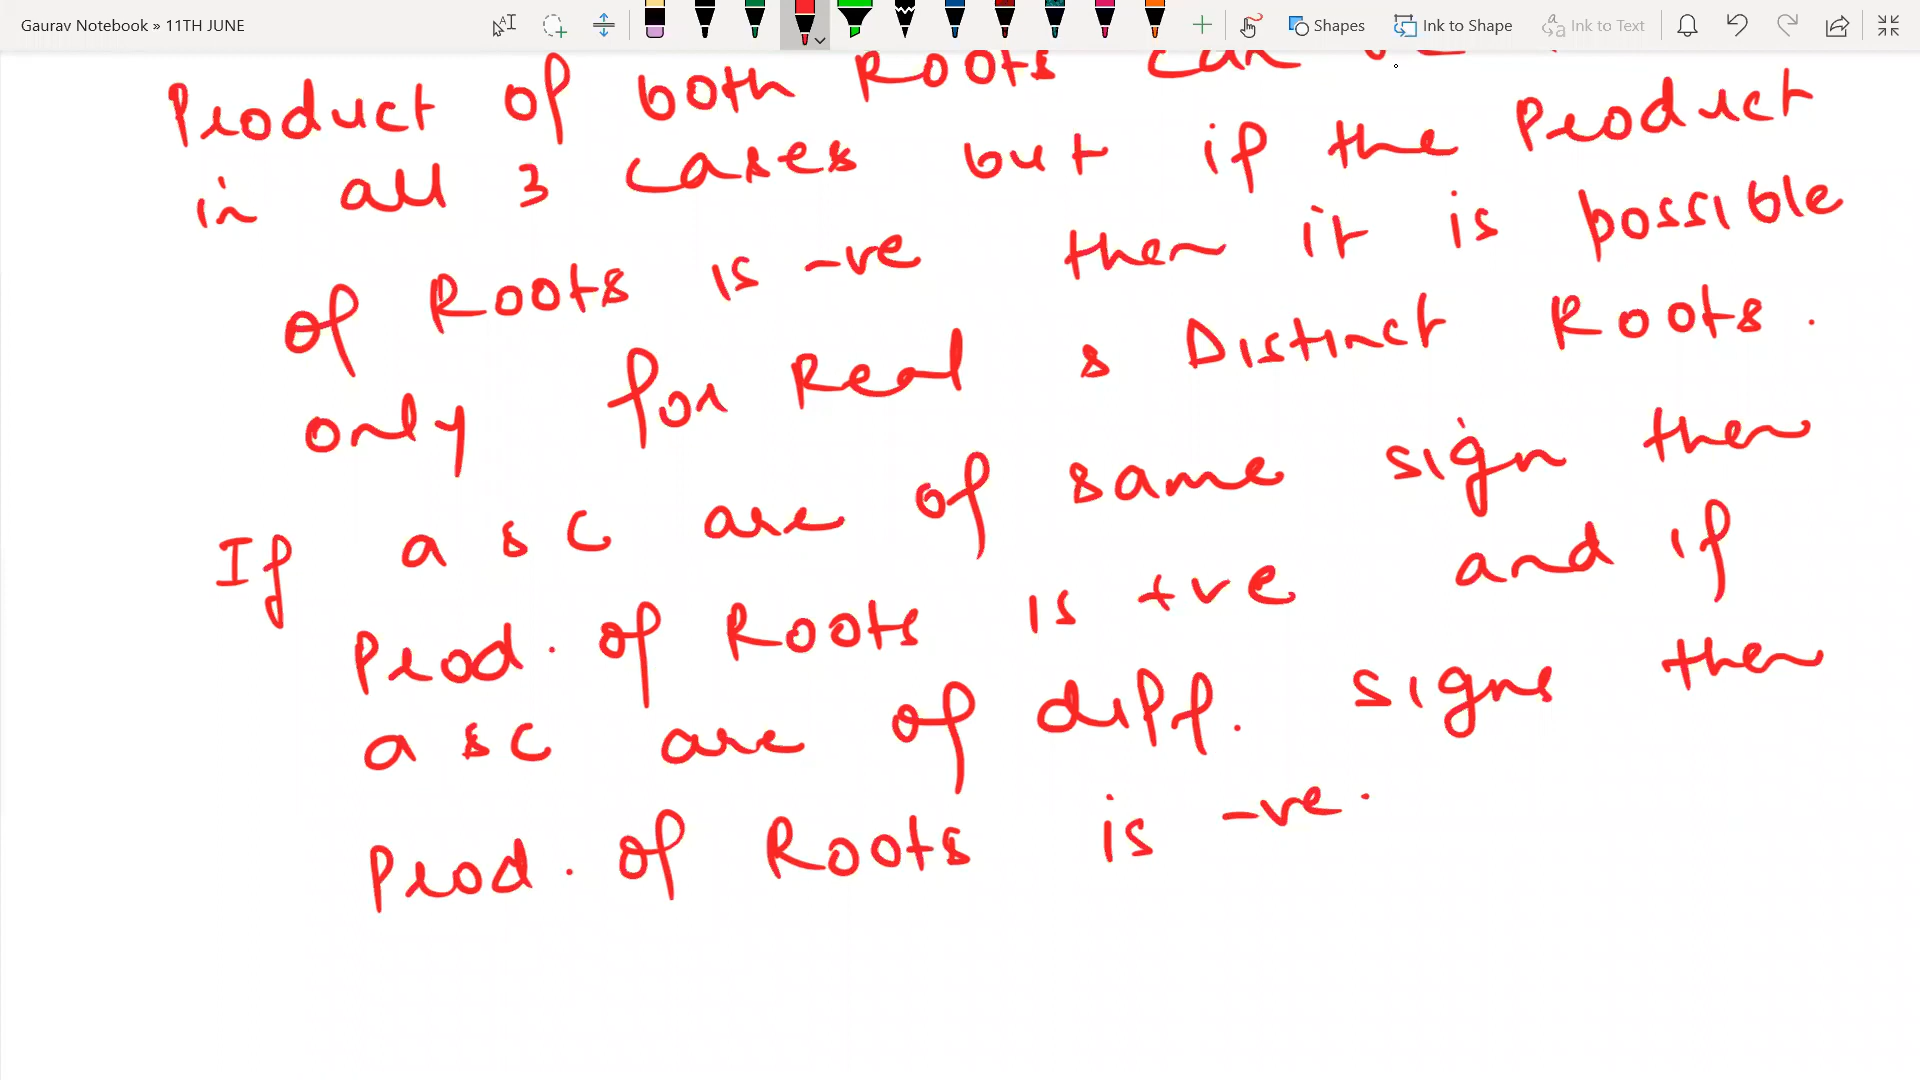 Gaurav Notebook » 11TH JUNE
Shapes
Ink to Shape
Ink to Text
Product of both Roots can be
in all 3 cases but if the Product
of Roots is -ve then it is possible
only for Real & Distinct Roots.
If a & c are of same sign then
Prod. of Roots is +ve and if
a & c are of diff. signs then
Prod. of Roots is -ve.